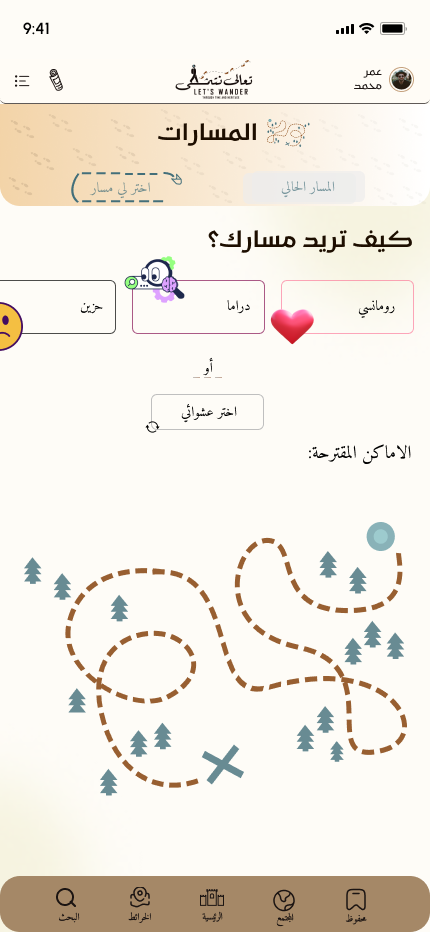 9:41
عمر
محمد
تعالى نتنشى
LET'S WANDER
المسارات
المسار الحالي
اختر لي مسار
كيف تريد مسارك؟
رومانسي
دراما
حزين
أو
اختر عشوائي
الاماكن المقترحة:
محفوظ
المجتمع
الرئيسية
الخرائط
البحث